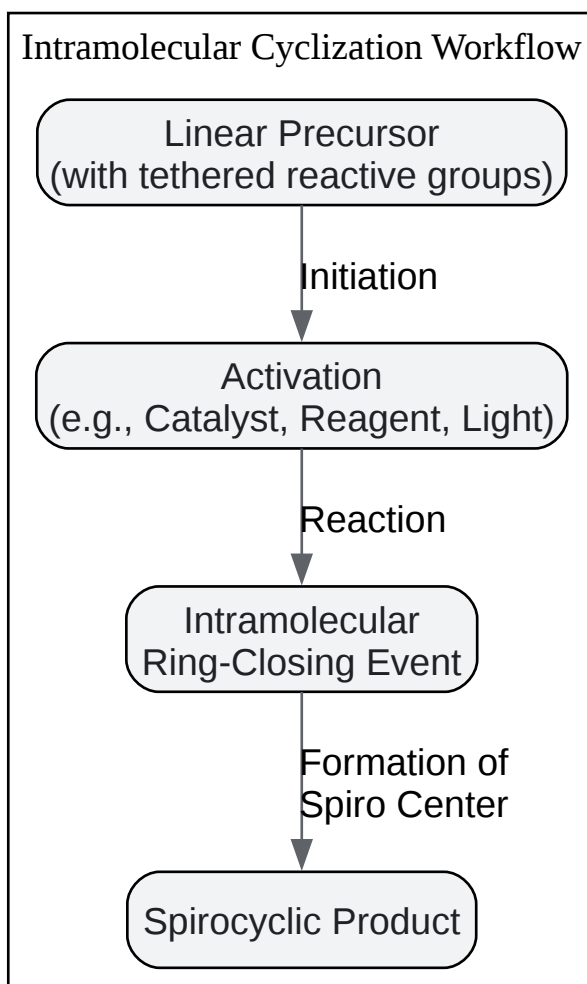 Intramolecular Cyclization Workflow
Linear Precursor
(with tethered reactive groups)
Initiation
Activation
(e.g., Catalyst, Reagent, Light)
Reaction
Intramolecular
Ring-Closing Event
Formation of
Spiro Center
Spirocyclic Product